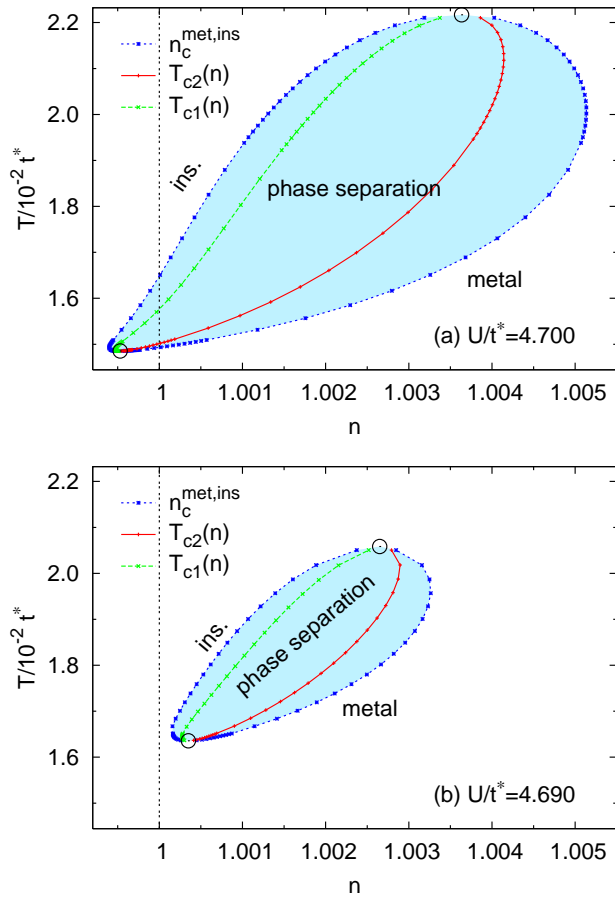 2.2
2.0
1.8
1.6
T/10⁻² t*
n_c^{met,ins}
T_{c2}(n)
T_{c1}(n)
ins.
phase separation
metal
(a) U/t*=4.700
1 1.001 1.002 1.003 1.004 1.005
n
2.2
2.0
1.8
1.6
T/10⁻² t*
n_c^{met,ins}
T_{c2}(n)
T_{c1}(n)
ins.
phase separation
metal
(b) U/t*=4.690
1 1.001 1.002 1.003 1.004 1.005
n